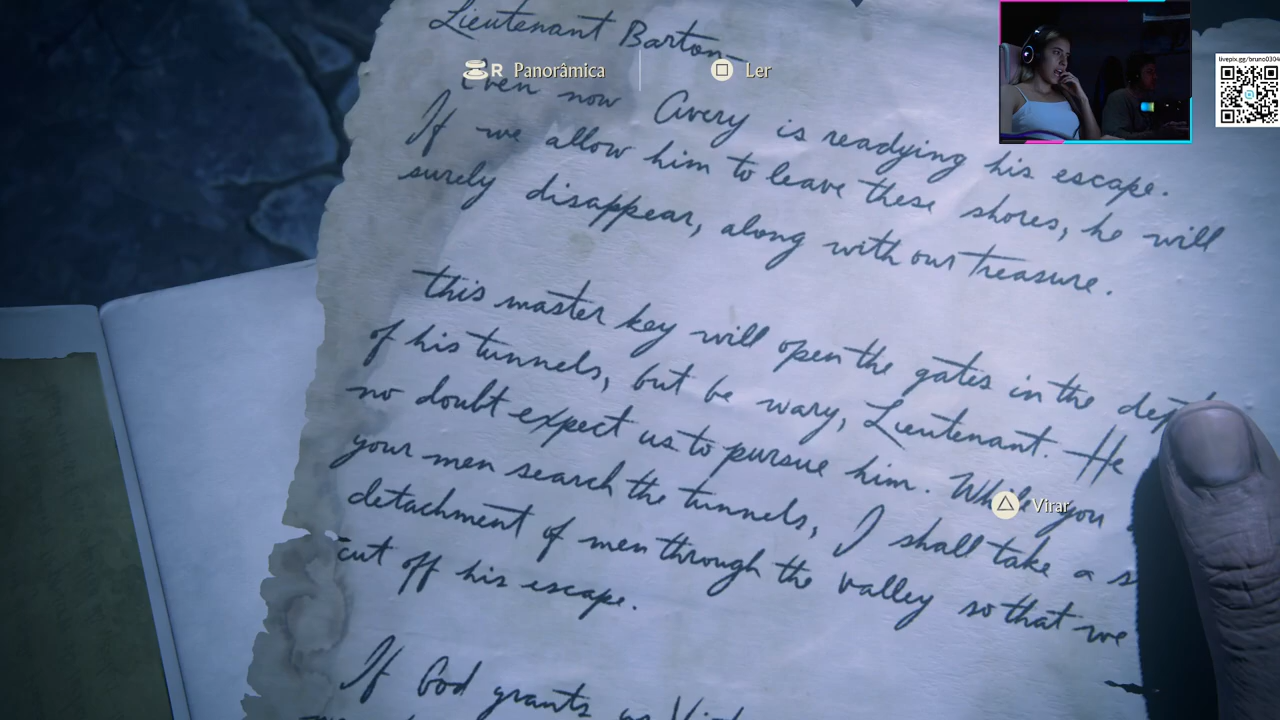 Lieutenant Barton—
R Panorâmica
Ler
Even now Avery is readying his escape.
If we allow him to leave these shores, he will
surely disappear, along with our treasure.
this master key will open the gates in the
of his tunnels, but be wary, Lieutenant. He
no doubt expect us to pursue him. While you
your men search the tunnels, I shall take a s
detachment of men through the valley so that we
cut off his escape.
If God grants us
Virar
livepix.gg/bruno0304